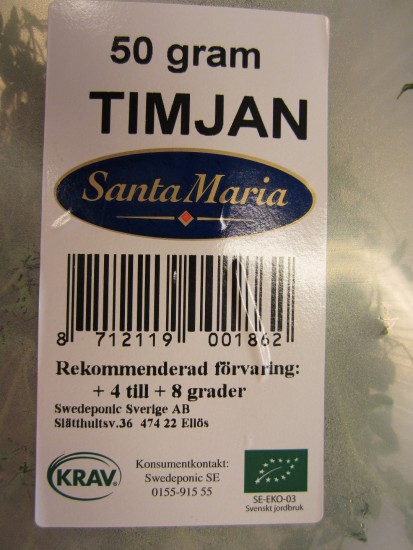 50 gram
TIMJAN
Santa Maria
8 712119 001862
Rekommenderad förvaring:
+ 4 till + 8 grader
Swedeponic Sverige AB
Slätthultsv.36 474 22 Ellös
KRAV
Konsumentkontakt:
Swedeponic SE
0155-915 55
SE-EKO-03
Svenskt jordbruk